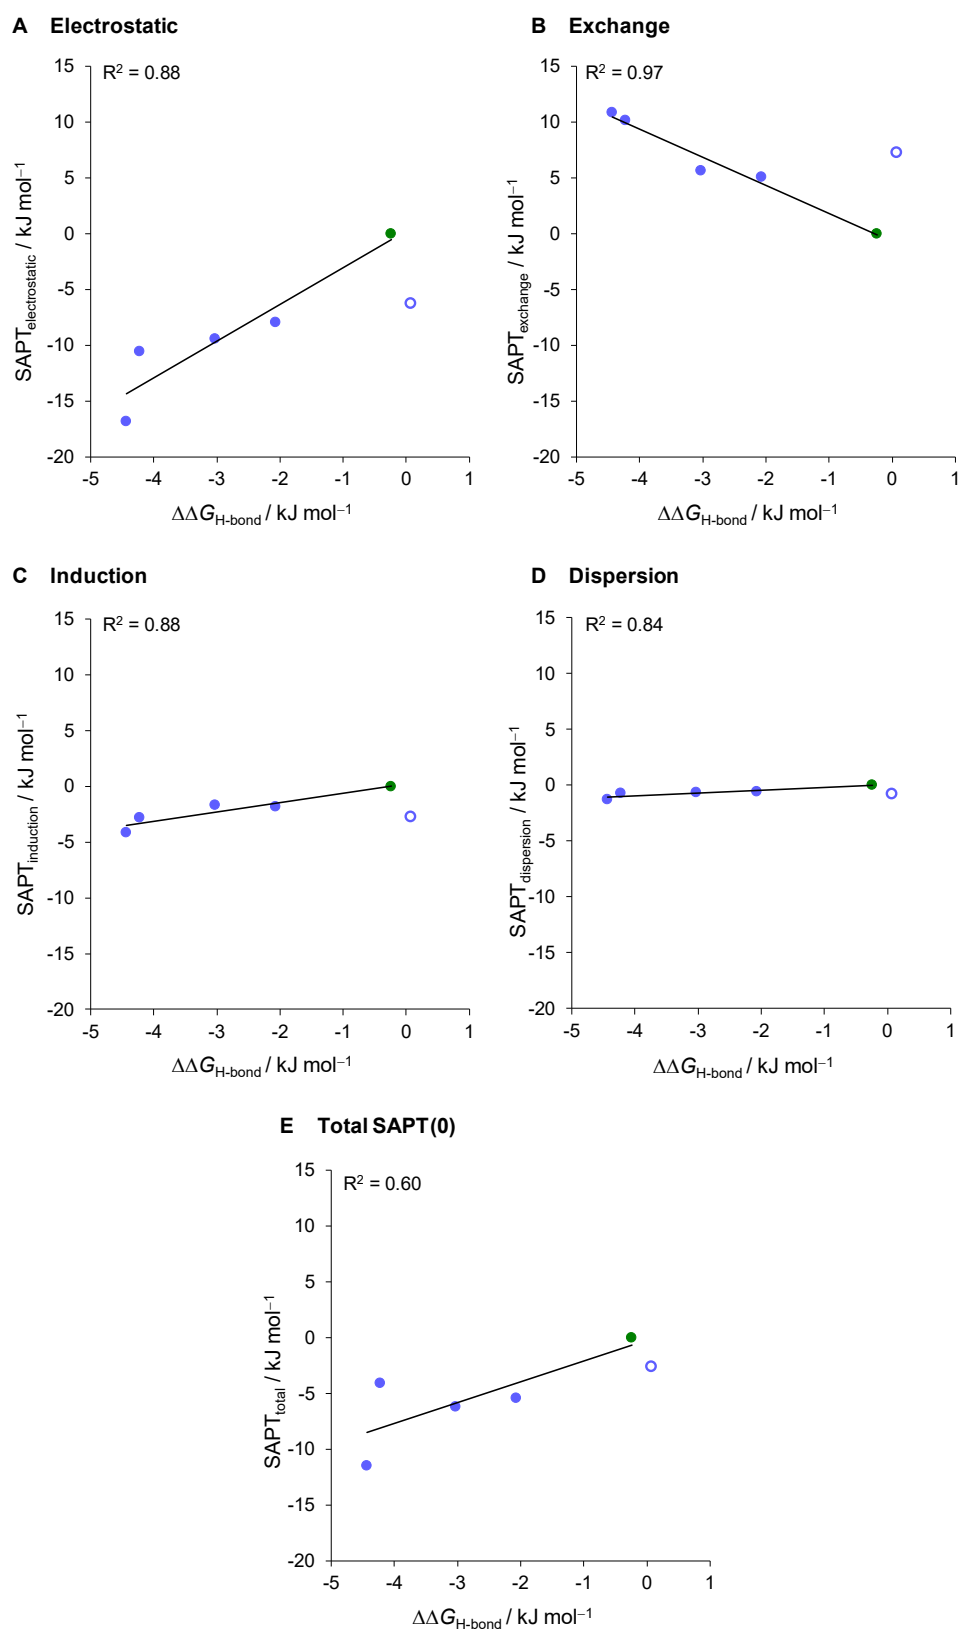 A Electrostatic
R² = 0.88
SAPTelectrostatic / kJ mol⁻¹
15
10
5
0
-5
-10
-15
-20
-5 -4 -3 -2 -1 0 1
ΔΔGH-bond / kJ mol⁻¹
B Exchange
R² = 0.97
SAPTexchange / kJ mol⁻¹
15
10
5
0
-5
-10
-15
-20
-5 -4 -3 -2 -1 0 1
ΔΔGH-bond / kJ mol⁻¹
C Induction
R² = 0.88
SAPTinduction / kJ mol⁻¹
15
10
5
0
-5
-10
-15
-20
-5 -4 -3 -2 -1 0 1
ΔΔGH-bond / kJ mol⁻¹
D Dispersion
R² = 0.84
SAPTdispersion / kJ mol⁻¹
15
10
5
0
-5
-10
-15
-20
-5 -4 -3 -2 -1 0 1
ΔΔGH-bond / kJ mol⁻¹
E Total SAPT(0)
R² = 0.60
SAPTtotal / kJ mol⁻¹
15
10
5
0
-5
-10
-15
-20
-5 -4 -3 -2 -1 0 1
ΔΔGH-bond / kJ mol⁻¹